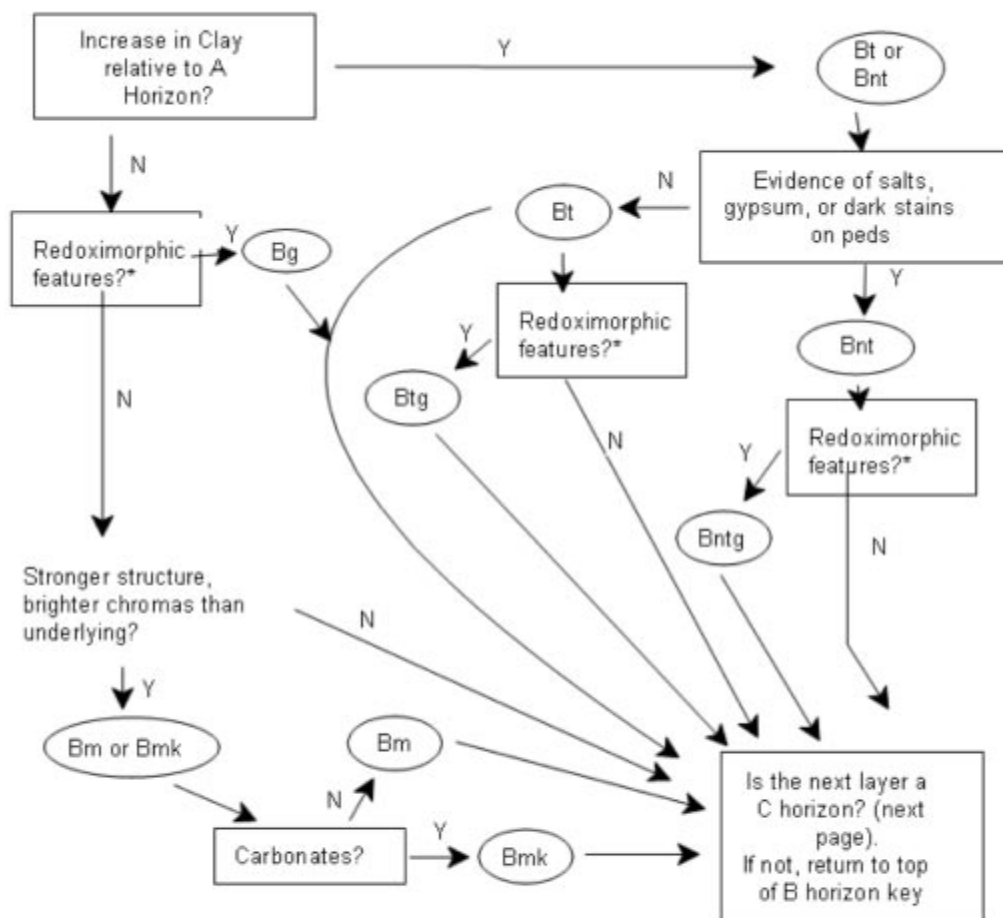 Increase in Clay
relative to A
Horizon?
Y
Bt or
Bnt
N
Evidence of salts,
gypsum, or dark stains
on peds
N
Bt
Y
Redoximorphic
features?*
Y
Bg
Redoximorphic
features?*
Y
Btg
N
Bnt
Redoximorphic
features?*
Y
Bntg
N
N
Stronger structure,
brighter chromas than
underlying?
N
Y
Bm or Bmk
Carbonates?
N
Bm
Y
Bmk
Is the next layer a
C horizon? (next
page).
If not, return to top
of B horizon key